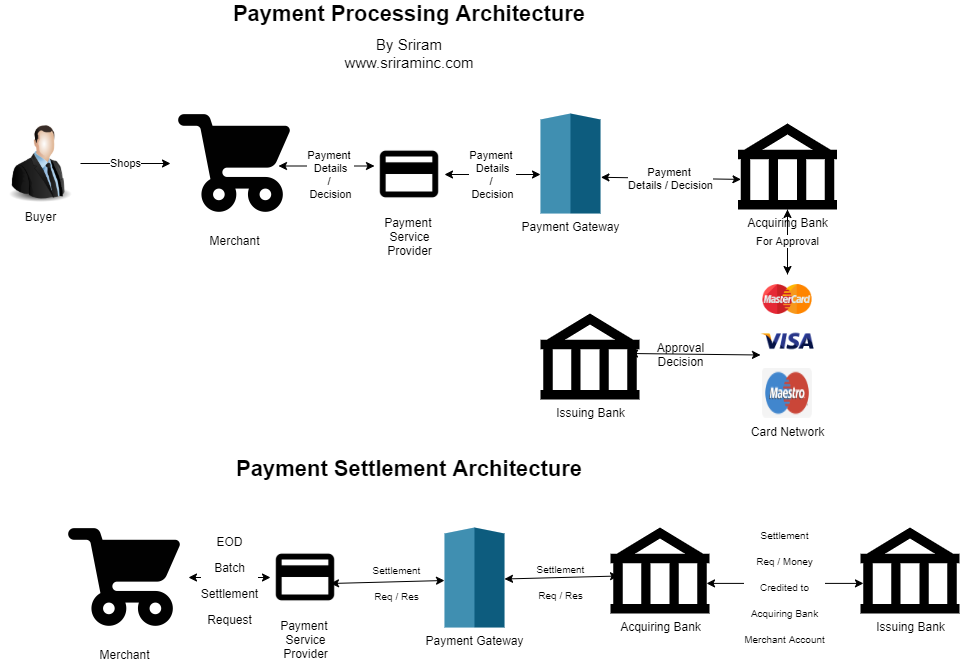 Payment Processing Architecture
By Sriram
www.sriraminc.com
Shops
Payment
Details
/
Decision
Payment
Details
/
Decision
Payment
Details / Decision
Buyer
Merchant
Payment
Service
Provider
Payment Gateway
Acquiring Bank
For Approval
MasterCard
VISA
Maestro
Card Network
Approval
Decision
Issuing Bank
Payment Settlement Architecture
EOD
Batch
Settlement
Request
Settlement
Req / Res
Settlement
Req / Res
Settlement
Req / Money
Credited to
Acquiring Bank
Merchant Account
Merchant
Payment
Service
Provider
Payment Gateway
Acquiring Bank
Issuing Bank